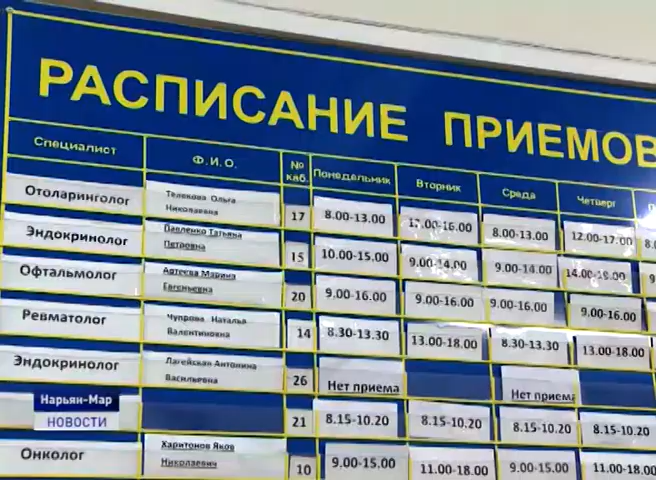 РАСПИСАНИЕ ПРИЕМОВ
Специалист Ф.И.О. № каб. Понедельник Вторник Среда Четверг
Отоларинголог Телякова Ольга Николаевна 17 8.00-13.00 12.00-16.00 8.00-13.00 12.00-17.00
Эндокринолог Павленко Татьяна Петровна 15 10.00-15.00 9.00-14.00 9.00-14.00 14.00-18.00
Офтальмолог Артеева Марина Евгеньевна 20 9.00-16.00 9.00-16.00 9.00-16.00 9.00-16.00
Ревматолог Чупрова Наталья Валентиновна 14 8.30-13.30 13.00-18.00 8.30-13.30 13.00-18.00
Эндокринолог Лагейская Антонина Васильевна 26 Нет приема Нет приема
Нарьян-Мар
НОВОСТИ
21 8.15-10.20 8.15-10.20 8.15-10.20 8.15-10.20
Онколог Харитонов Яков Николаевич 10 9.00-15.00 11.00-18.00 9.00-15.00 11.00-18.00